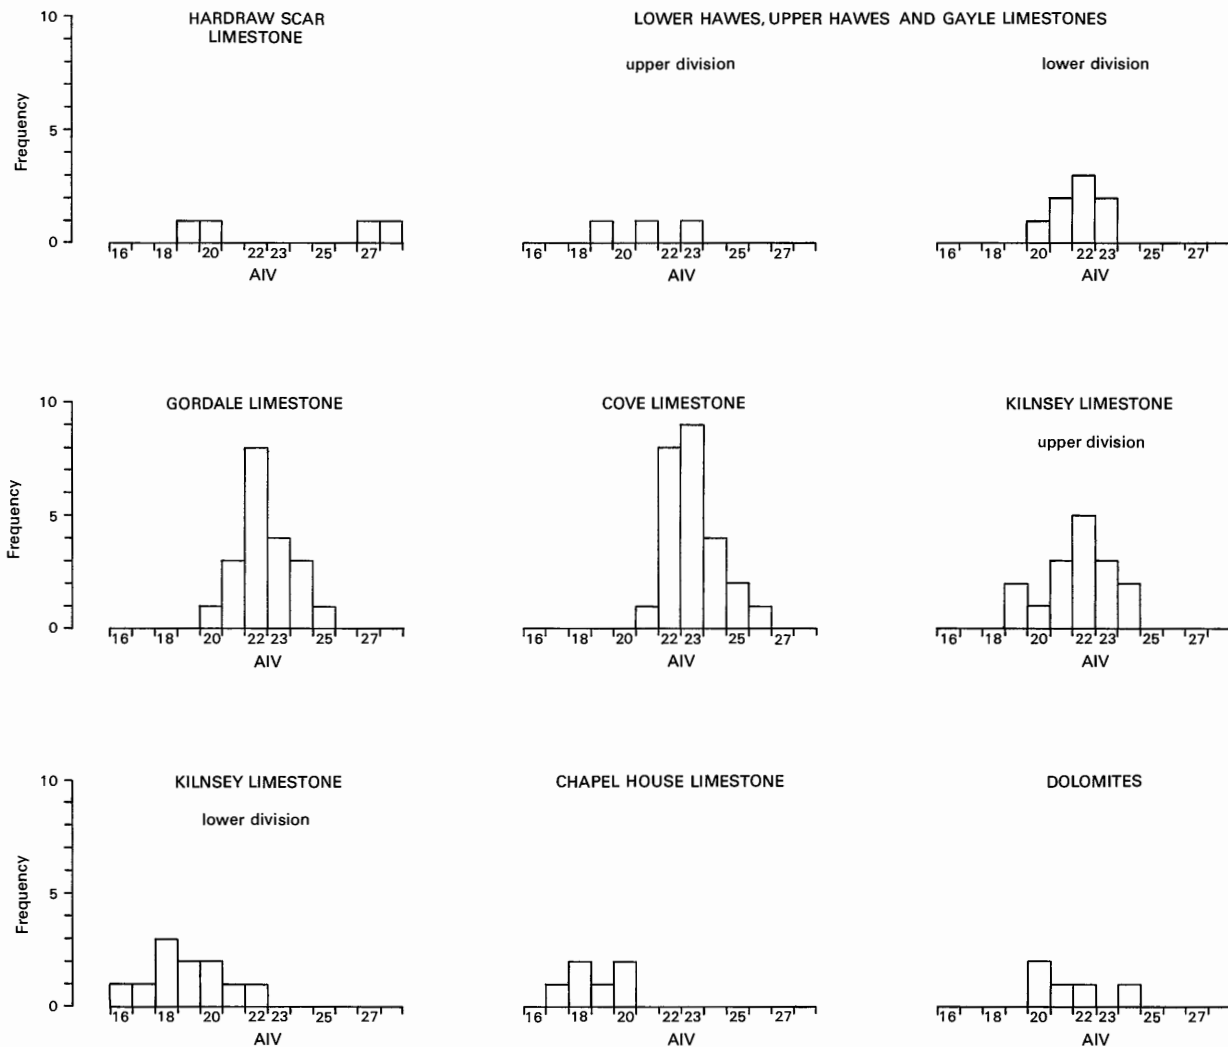 HARDRAW SCAR
LIMESTONE
LOWER HAWES, UPPER HAWES AND GAYLE LIMESTONES
upper division
lower division
10
5
0
Frequency
16 18 20 22 23 25 27
AIV
16 18 20 22 23 25 27
AIV
16 18 20 22 23 25 27
AIV
GORDALE LIMESTONE
COVE LIMESTONE
KILNSEY LIMESTONE
upper division
10
5
0
Frequency
16 18 20 22 23 25 27
AIV
16 18 20 22 23 25 27
AIV
16 18 20 22 23 25 27
AIV
KILNSEY LIMESTONE
lower division
CHAPEL HOUSE LIMESTONE
DOLOMITES
10
5
0
Frequency
16 18 20 22 23 25 27
AIV
16 18 20 22 23 25 27
AIV
16 18 20 22 23 25 27
AIV